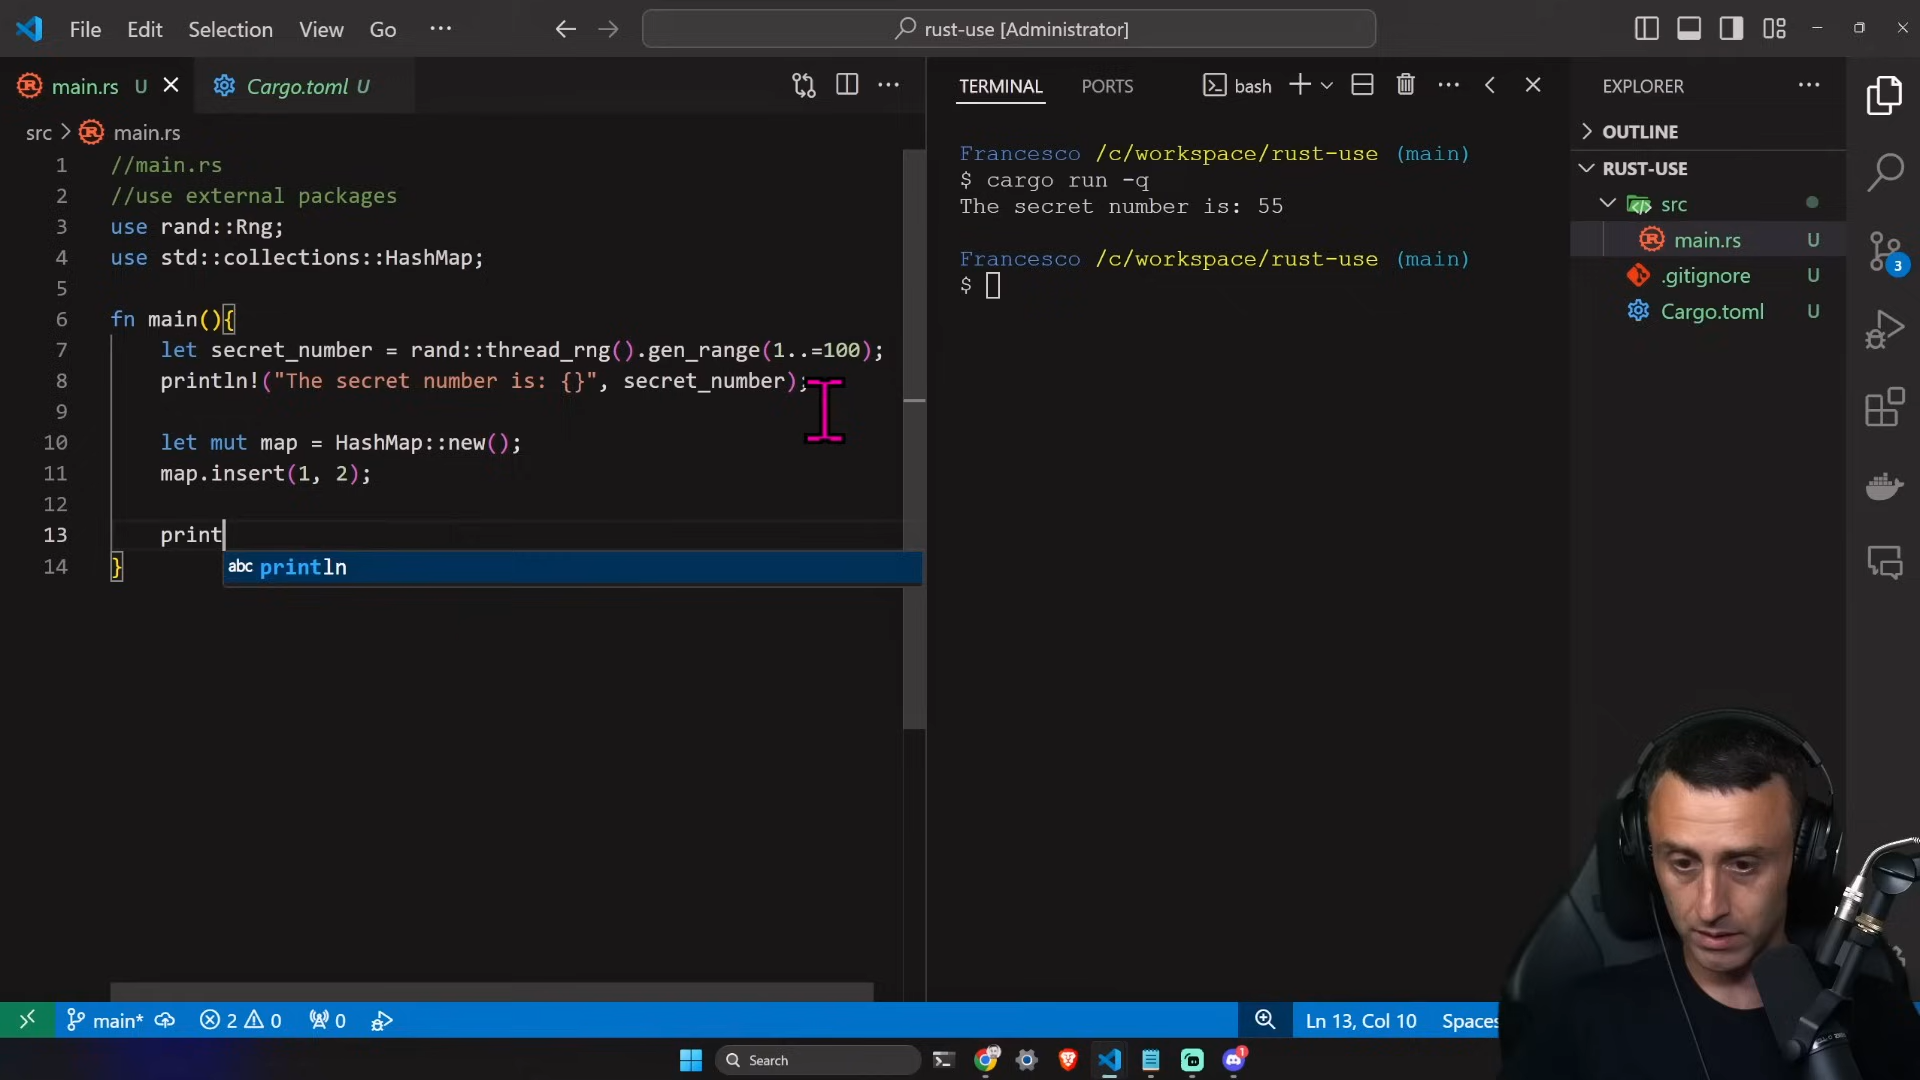 File Edit Selection View Go ··· rust-use [Administrator]
main.rs U Cargo.toml U
src > main.rs
1 //main.rs
2 //use external packages
3 use rand::Rng;
4 use std::collections::HashMap;
5
6 fn main(){
7 let secret_number = rand::thread_rng().gen_range(1..=100);
8 println!("The secret number is: {}", secret_number);
9
10 let mut map = HashMap::new();
11 map.insert(1, 2);
12
13 print
14 }
abc println
TERMINAL PORTS bash
Francesco /c/workspace/rust-use (main)
$ cargo run -q
The secret number is: 55
Francesco /c/workspace/rust-use (main)
$
EXPLORER
OUTLINE
RUST-USE
src
main.rs U
.gitignore U
Cargo.toml U
3
main* 2 0 0 Ln 13, Col 10 Spaces
Search 1